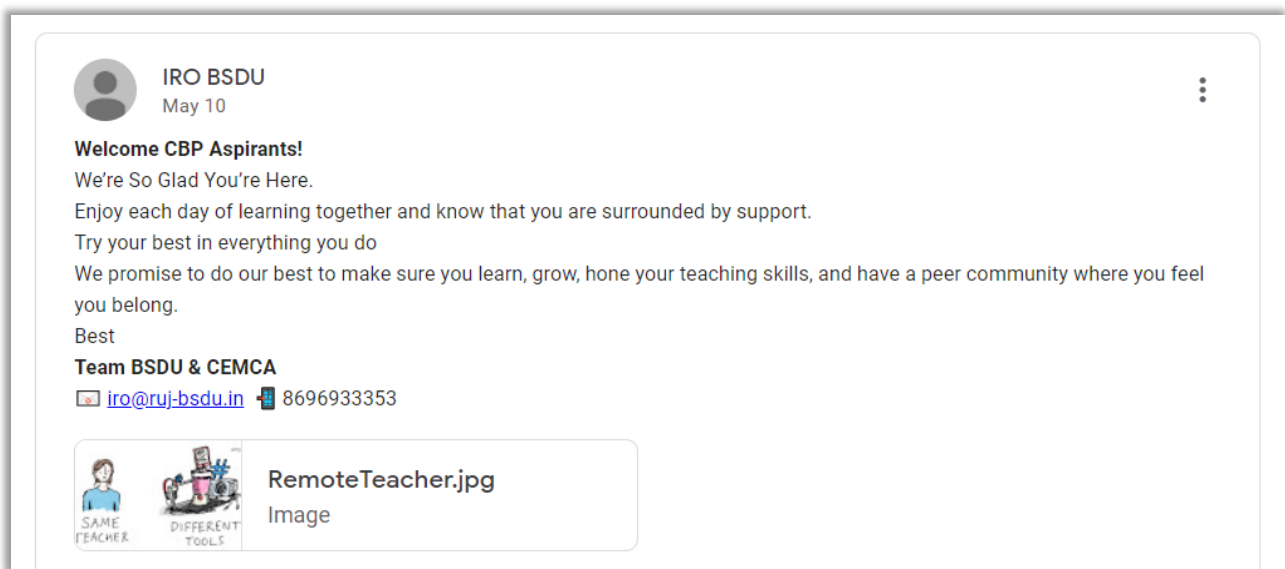 IRO BSDU
May 10
Welcome CBP Aspirants!
We're So Glad You're Here.
Enjoy each day of learning together and know that you are surrounded by support.
Try your best in everything you do
We promise to do our best to make sure you learn, grow, hone your teaching skills, and have a peer community where you feel
you belong.
Best
Team BSDU & CEMCA
iro@ruj-bsdu.in 8696933353
RemoteTeacher.jpg
Image
SAME
TEACHER
DIFFERENT
TOOLS